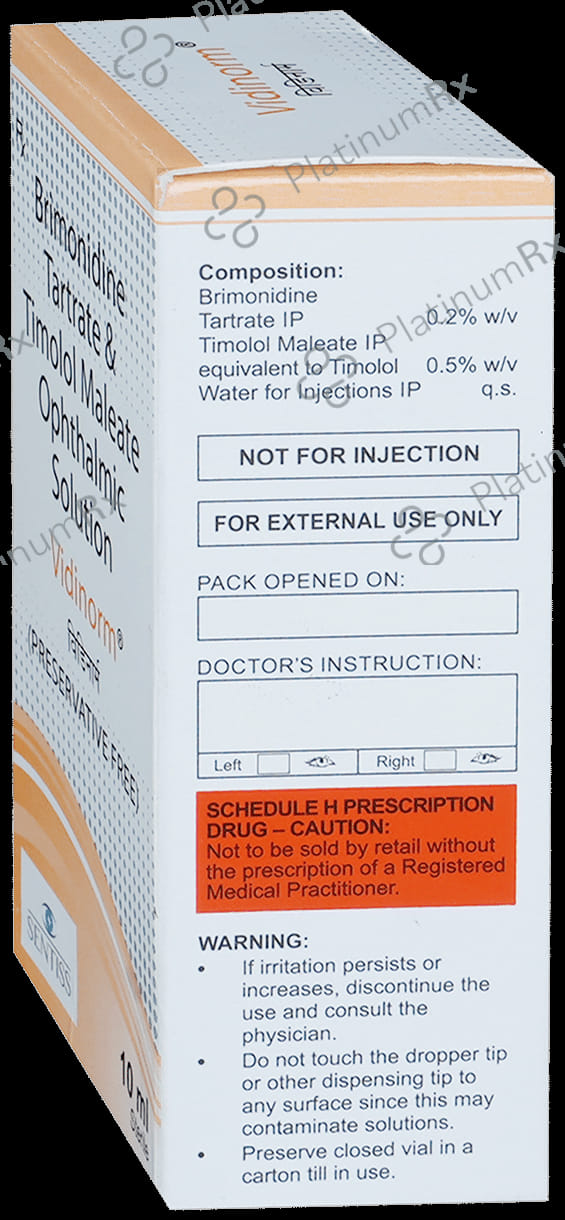 Vidinorm®
विडिनॉर्म
Rx
Brimonidine
Tartrate &
Timolol Maleate
Ophthalmic
Solution
Vidinorm®
विडिनॉर्म
(PRESERVATIVE FREE)
SENTISS
10 ml
Sterile
Composition:
Brimonidine
Tartrate IP 0.2% w/v
Timolol Maleate IP
equivalent to Timolol 0.5% w/v
Water for Injections IP q.s.
NOT FOR INJECTION
FOR EXTERNAL USE ONLY
PACK OPENED ON:
DOCTOR'S INSTRUCTION:
Left Right
SCHEDULE H PRESCRIPTION
DRUG – CAUTION:
Not to be sold by retail without
the prescription of a Registered
Medical Practitioner.
WARNING:
• If irritation persists or
increases, discontinue the
use and consult the
physician.
• Do not touch the dropper tip
or other dispensing tip to
any surface since this may
contaminate solutions.
• Preserve closed vial in a
carton till in use.
PlatinumRx
PlatinumRx
PlatinumRx
PlatinumRx